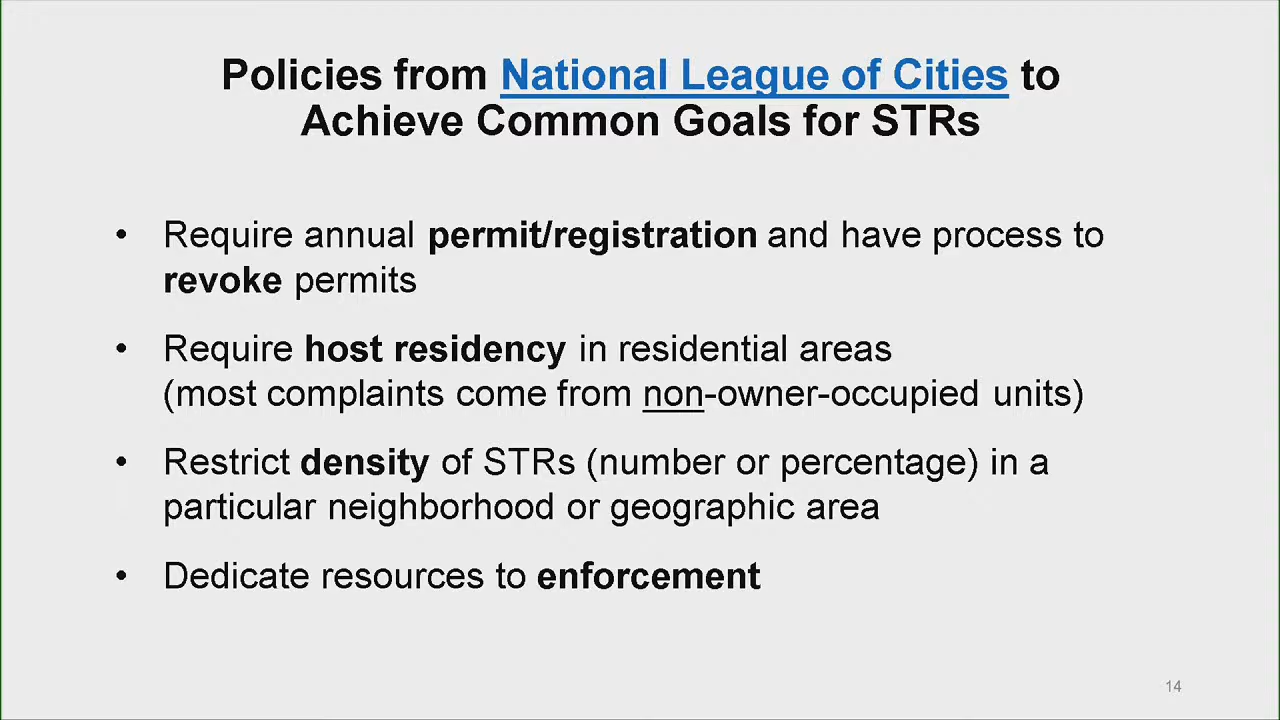 Policies from National League of Cities to
Achieve Common Goals for STRs
• Require annual permit/registration and have process to
revoke permits
• Require host residency in residential areas
(most complaints come from non-owner-occupied units)
• Restrict density of STRs (number or percentage) in a
particular neighborhood or geographic area
• Dedicate resources to enforcement
14